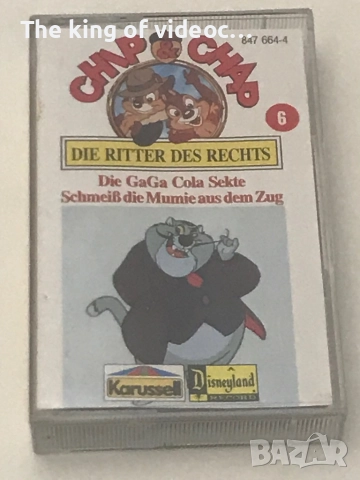 The king of videoc...
847 664-4
CHIP & CHAP
6
DIE RITTER DES RECHTS
Die GaGa Cola Sekte
Schmeiß die Mumie aus dem Zug
Karussell
Disneyland
RECORD
BAZAR